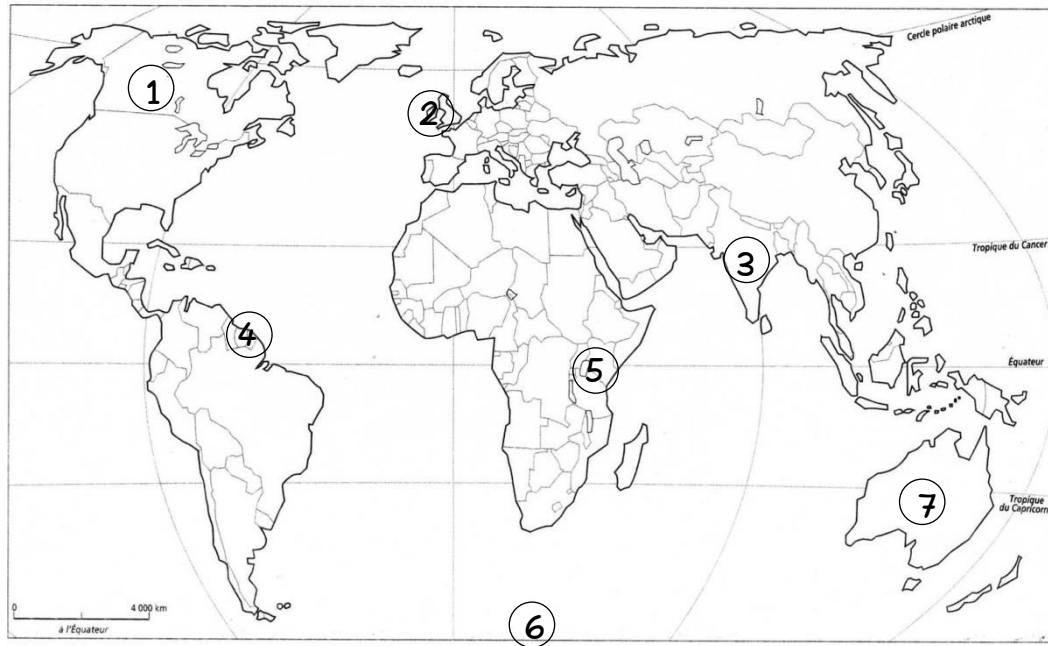 Cercle polaire arctique
1
2
Tropique du Cancer
3
4
Équateur
5
7
Tropique
du Capricorne
0 4 000 km
à l'Équateur
6